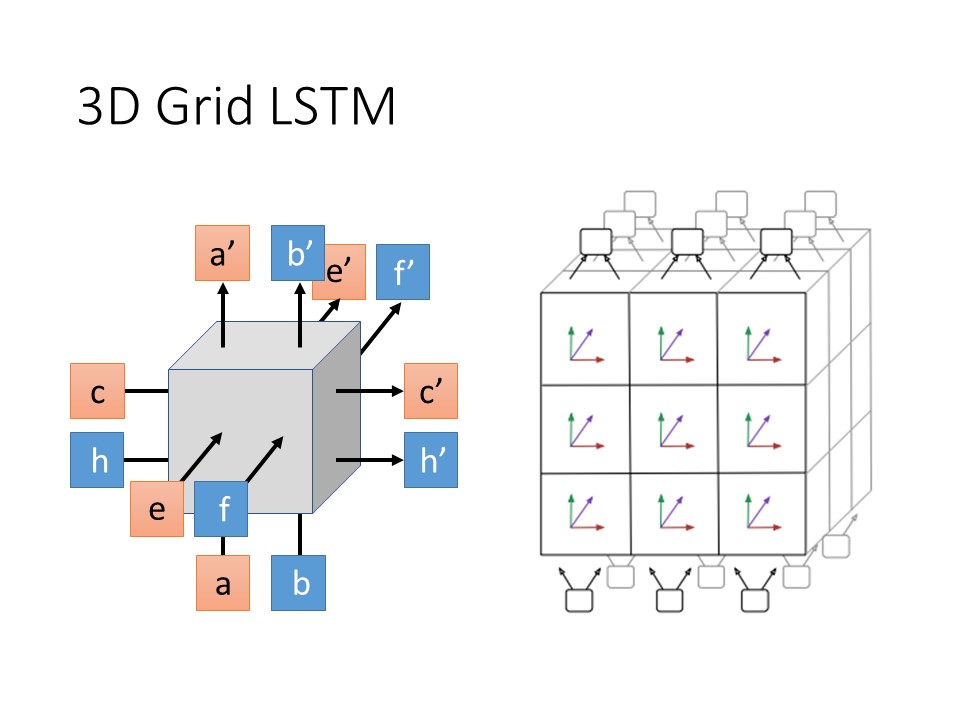 3D Grid LSTM
a’ b’ e’ f’
c c’
h h’
e f
a b